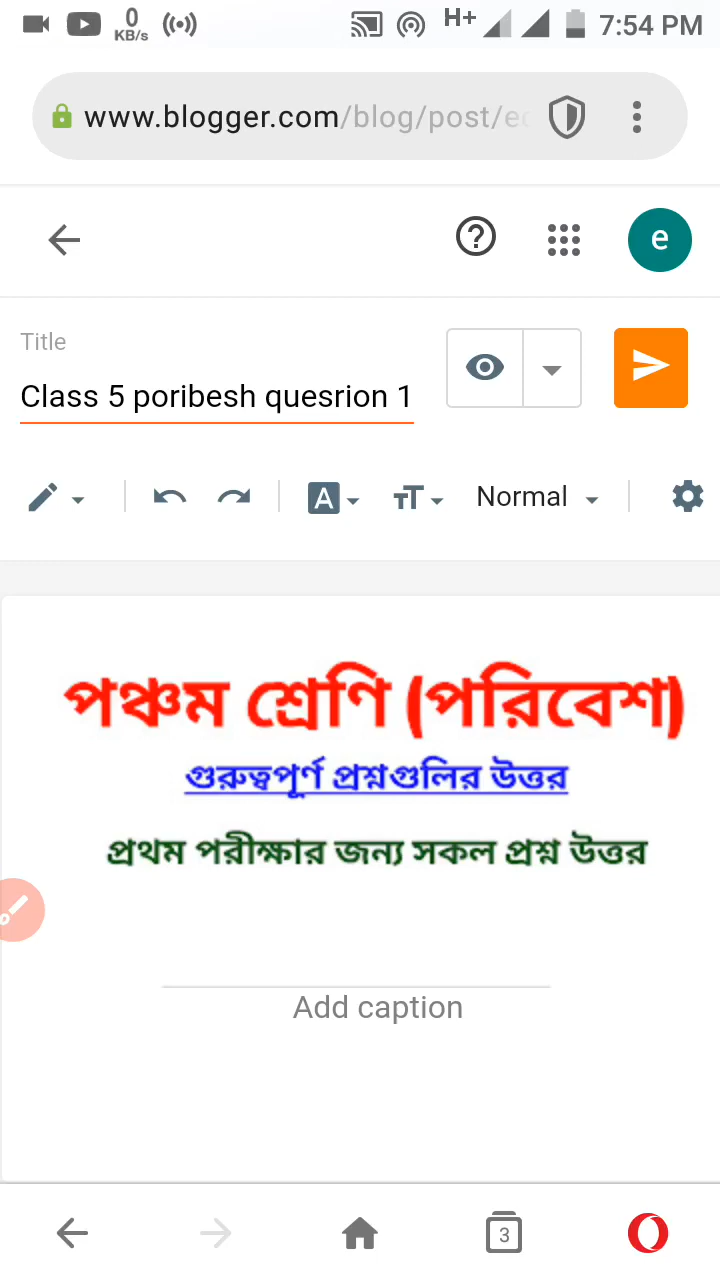 0
KB/s
H+
7:54 PM
www.blogger.com/blog/post/e
e
Title
Class 5 poribesh quesrion 1
A
TT
Normal
পঞ্চম শ্রেণি (পরিবেশ)
গুরুত্বপূর্ণ প্রশ্নগুলির উত্তর
প্রথম পরীক্ষার জন্য সকল প্রশ্ন উত্তর
Add caption
3